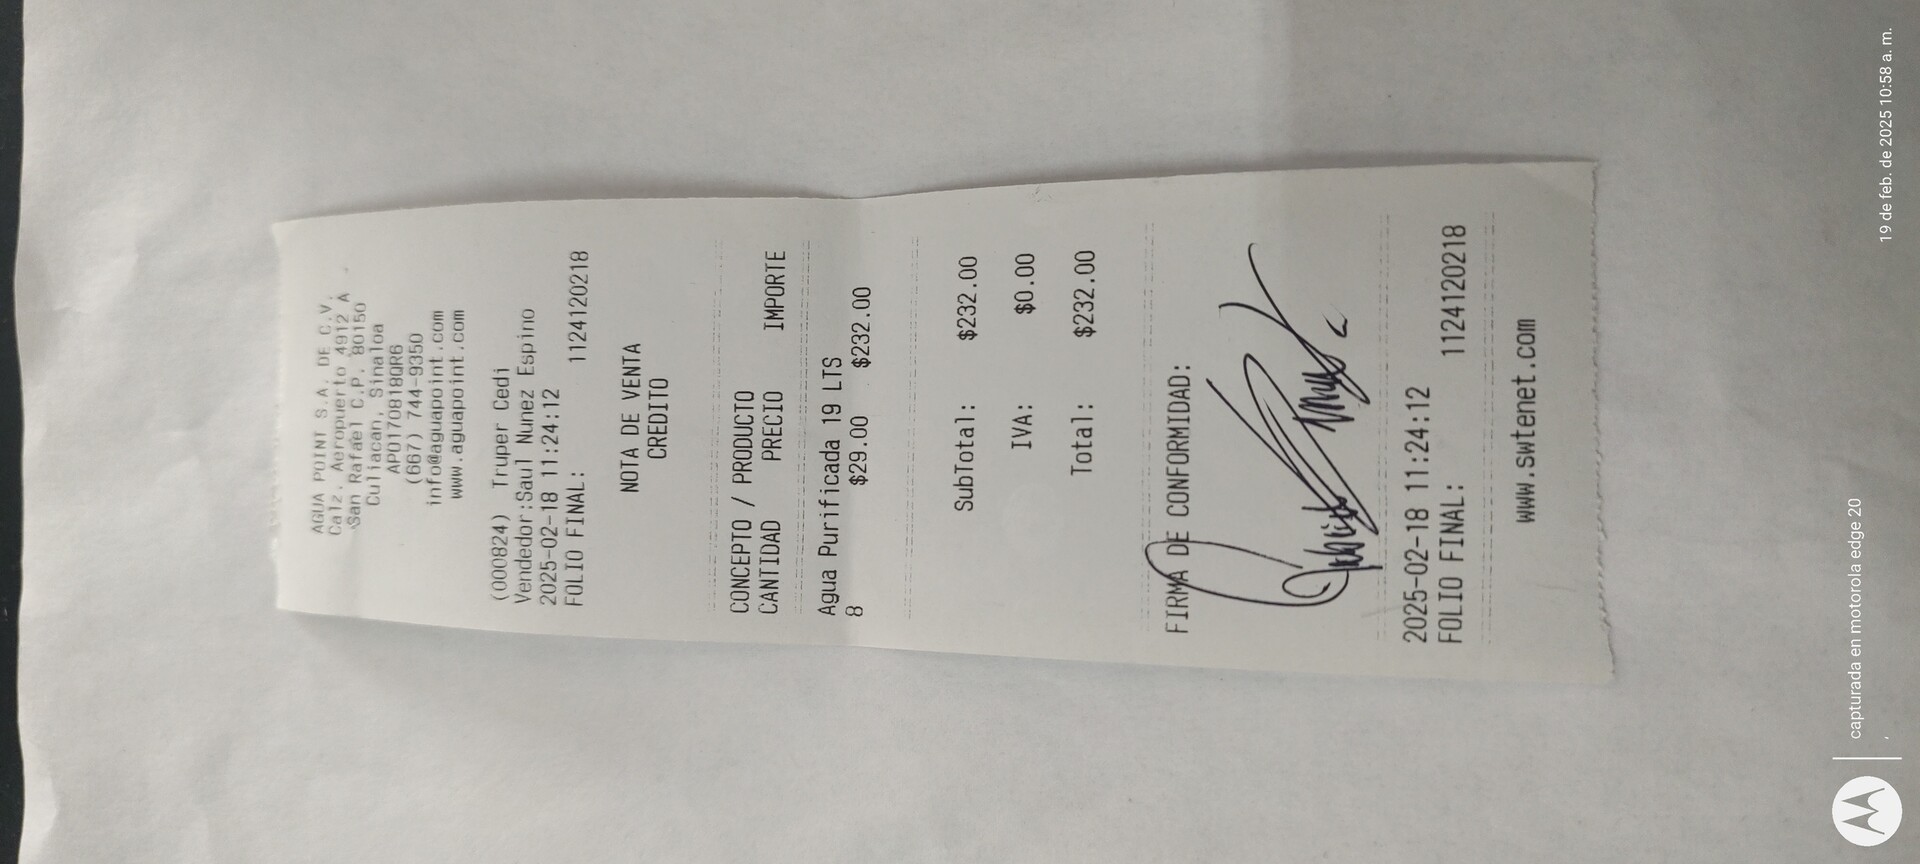 AGUA POINT S.A. DE C.V.
Calz. Aeropuerto 4912 A
San Rafael C.P. 80150
Culiacan, Sinaloa
APO170818QR6
(667) 744-9350
info@aguapoint.com
www.aguapoint.com
(000824) Truper Cedi
Vendedor:Saul Nunez Espino
2025-02-18 11:24:12
FOLIO FINAL: 1124120218
NOTA DE VENTA
CREDITO
CONCEPTO / PRODUCTO
CANTIDAD PRECIO IMPORTE
Agua Purificada 19 LTS
8 $29.00 $232.00
SubTotal: $232.00
IVA: $0.00
Total: $232.00
FIRMA DE CONFORMIDAD:
2025-02-18 11:24:12
FOLIO FINAL: 1124120218
www.swtenet.com
capturada en motorola edge 20
19 de feb. de 2025 10:58 a. m.